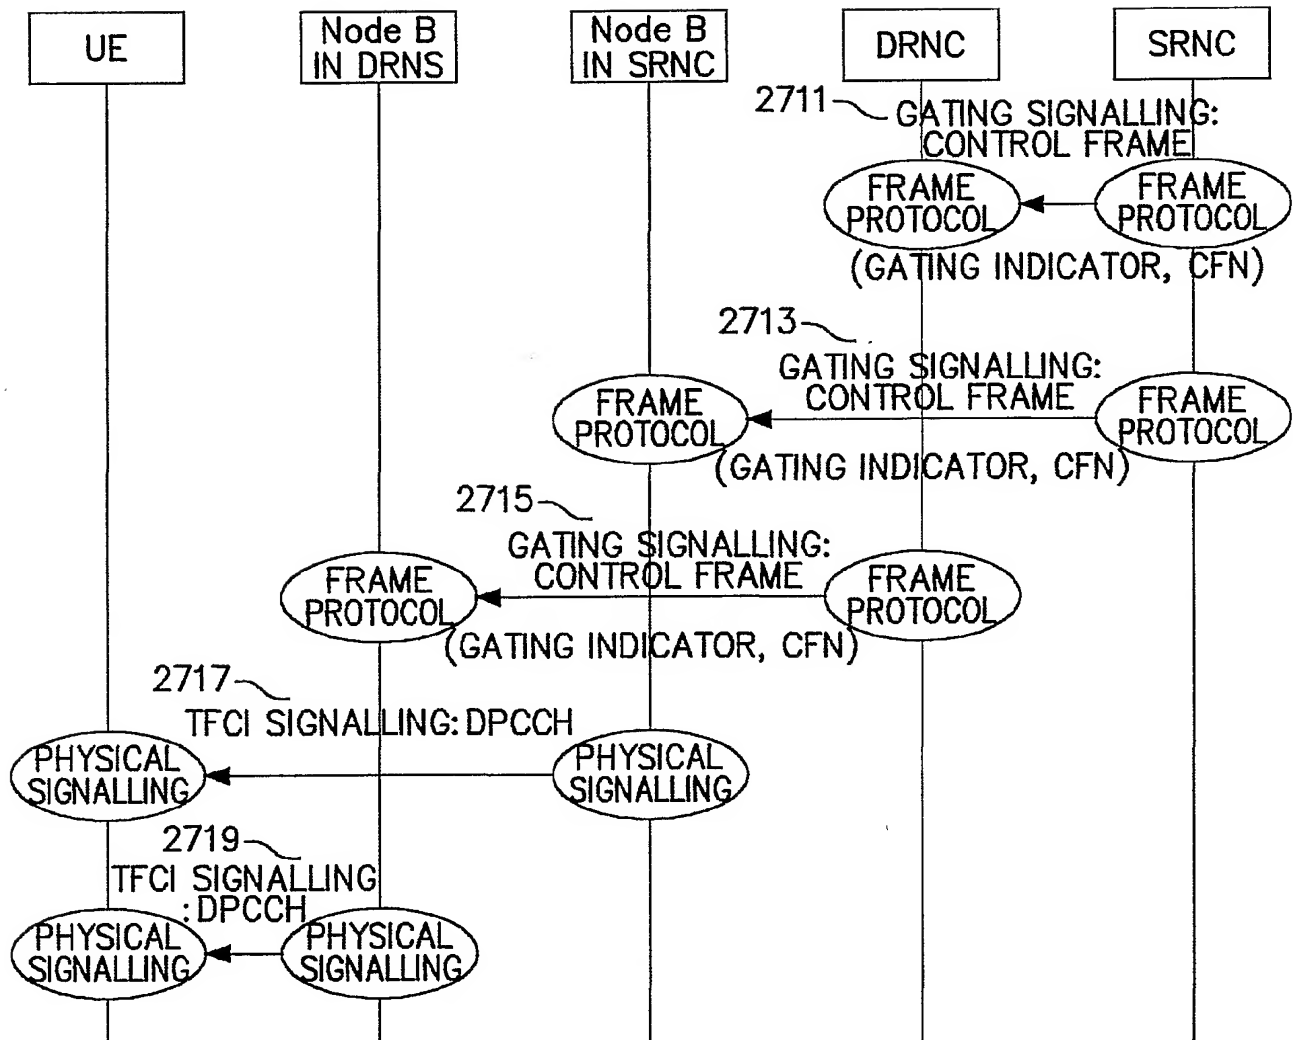 UE
Node B
IN DRNS
Node B
IN SRNC
DRNC
SRNC
2711
GATING SIGNALLING:
CONTROL FRAME
FRAME
PROTOCOL
FRAME
PROTOCOL
(GATING INDICATOR, CFN)
2713
GATING SIGNALLING:
CONTROL FRAME
FRAME
PROTOCOL
FRAME
PROTOCOL
(GATING INDICATOR, CFN)
2715
GATING SIGNALLING:
CONTROL FRAME
FRAME
PROTOCOL
FRAME
PROTOCOL
(GATING INDICATOR, CFN)
2717
TFCI SIGNALLING: DPCCH
PHYSICAL
SIGNALLING
PHYSICAL
SIGNALLING
2719
TFCI SIGNALLING
:DPCCH
PHYSICAL
SIGNALLING
PHYSICAL
SIGNALLING